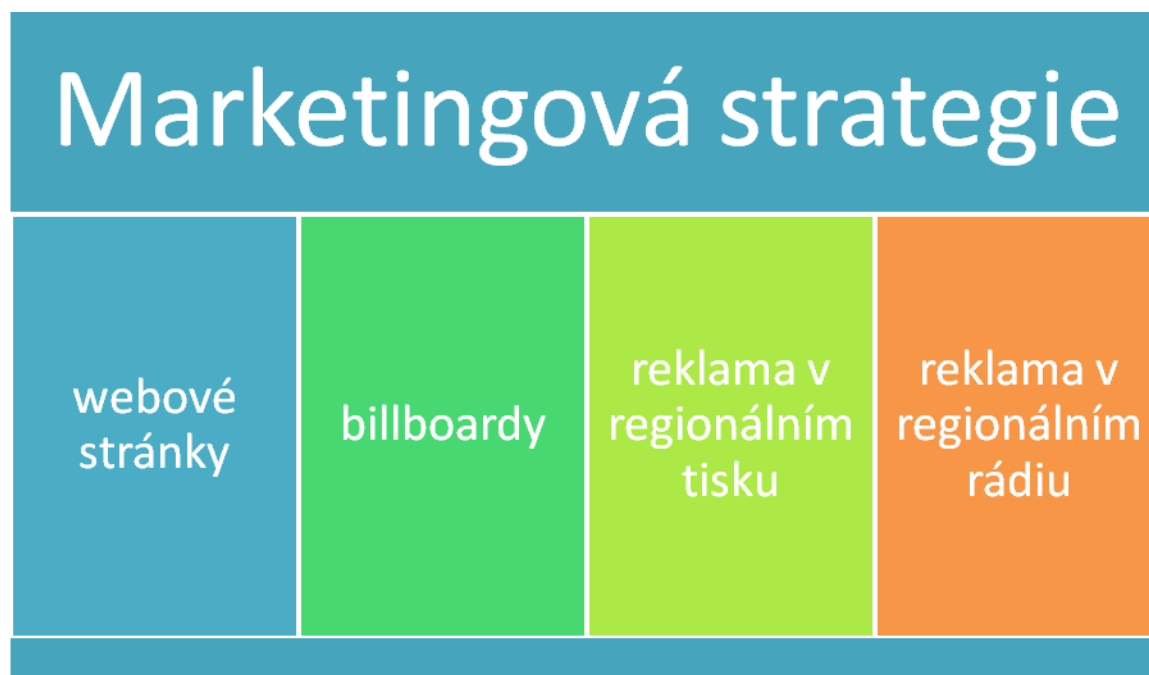 Marketingová strategie
webové
stránky
billboardy
reklama v
regionálním
tisku
reklama v
regionálním
rádiu